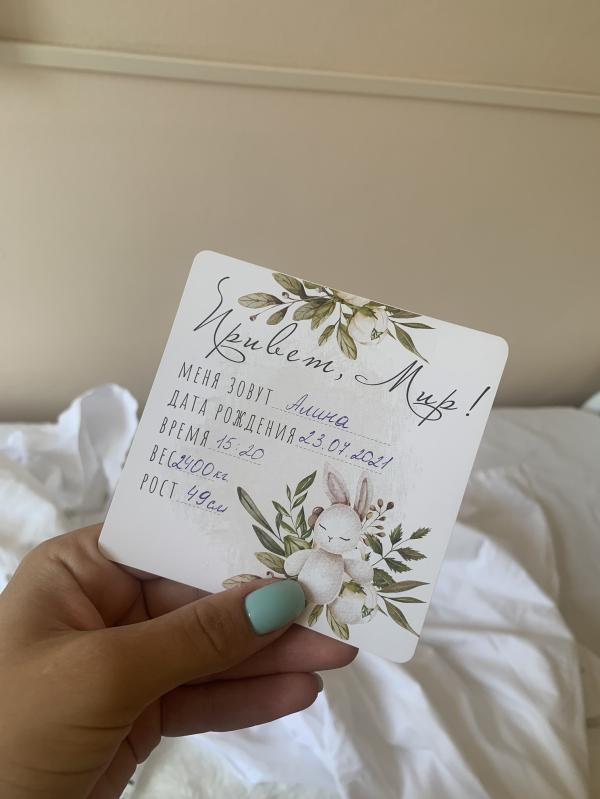 Привет, Мир!
МЕНЯ ЗОВУТ Алина
ДАТА РОЖДЕНИЯ 23.07.2021
ВРЕМЯ 15-20
ВЕС 2400кг
РОСТ 49см